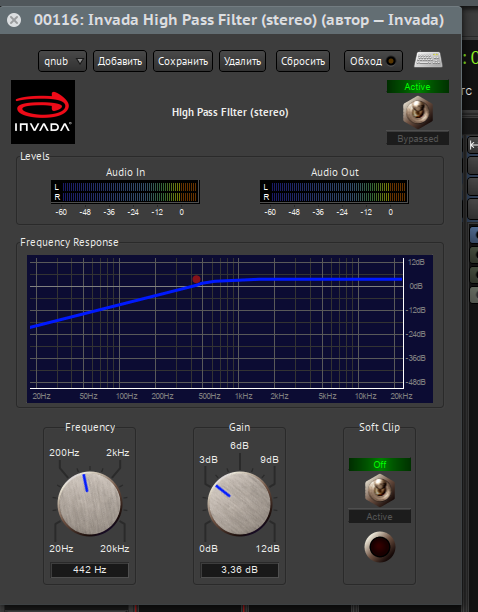 00116: Invada High Pass Filter (stereo) (автор — Invada)
qnub Добавить Сохранить Удалить Сбросить Обход
INVADA
High Pass Filter (stereo)
Active
Bypassed
Levels
Audio In Audio Out
L L
R R
-60 -48 -36 -24 -12 0 -60 -48 -36 -24 -12 0
Frequency Response
12dB
0dB
-12dB
-24dB
-36dB
-48dB
20Hz 50Hz 100Hz 200Hz 500Hz 1kHz 2kHz 5kHz 10kHz 20kHz
Frequency
200Hz 2kHz
20Hz 20kHz
442 Hz
Gain
6dB
3dB 9dB
0dB 12dB
3,36 dB
Soft Clip
Off
Active